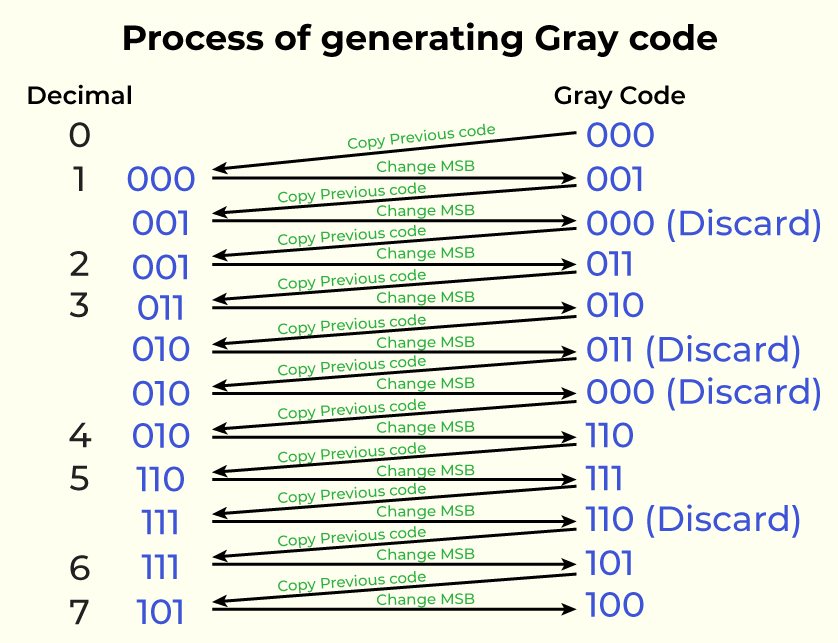 Process of generating Gray code
Decimal Gray Code
0 Copy Previous code 000
1 000 Change MSB 001
Copy Previous code
001 Change MSB 000 (Discard)
Copy Previous code
2 001 Change MSB 011
Copy Previous code
3 011 Change MSB 010
Copy Previous code
010 Change MSB 011 (Discard)
Copy Previous code
010 Change MSB 000 (Discard)
Copy Previous code
4 010 Change MSB 110
Copy Previous code
5 110 Change MSB 111
Copy Previous code
111 Change MSB 110 (Discard)
Copy Previous code
6 111 Change MSB 101
Copy Previous code
7 101 Change MSB 100